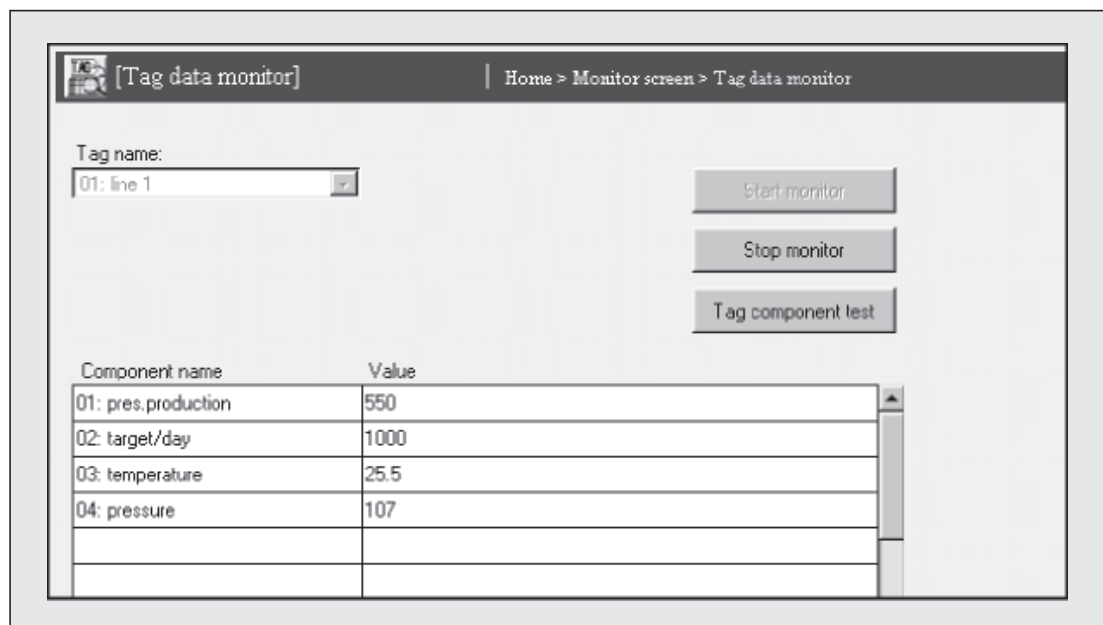 [Tag data monitor]
Home > Monitor screen > Tag data monitor
Tag name:
01: line 1
Start monitor
Stop monitor
Tag component test
Component name Value
01: pres.production 550
02: target/day 1000
03: temperature 25.5
04: pressure 107